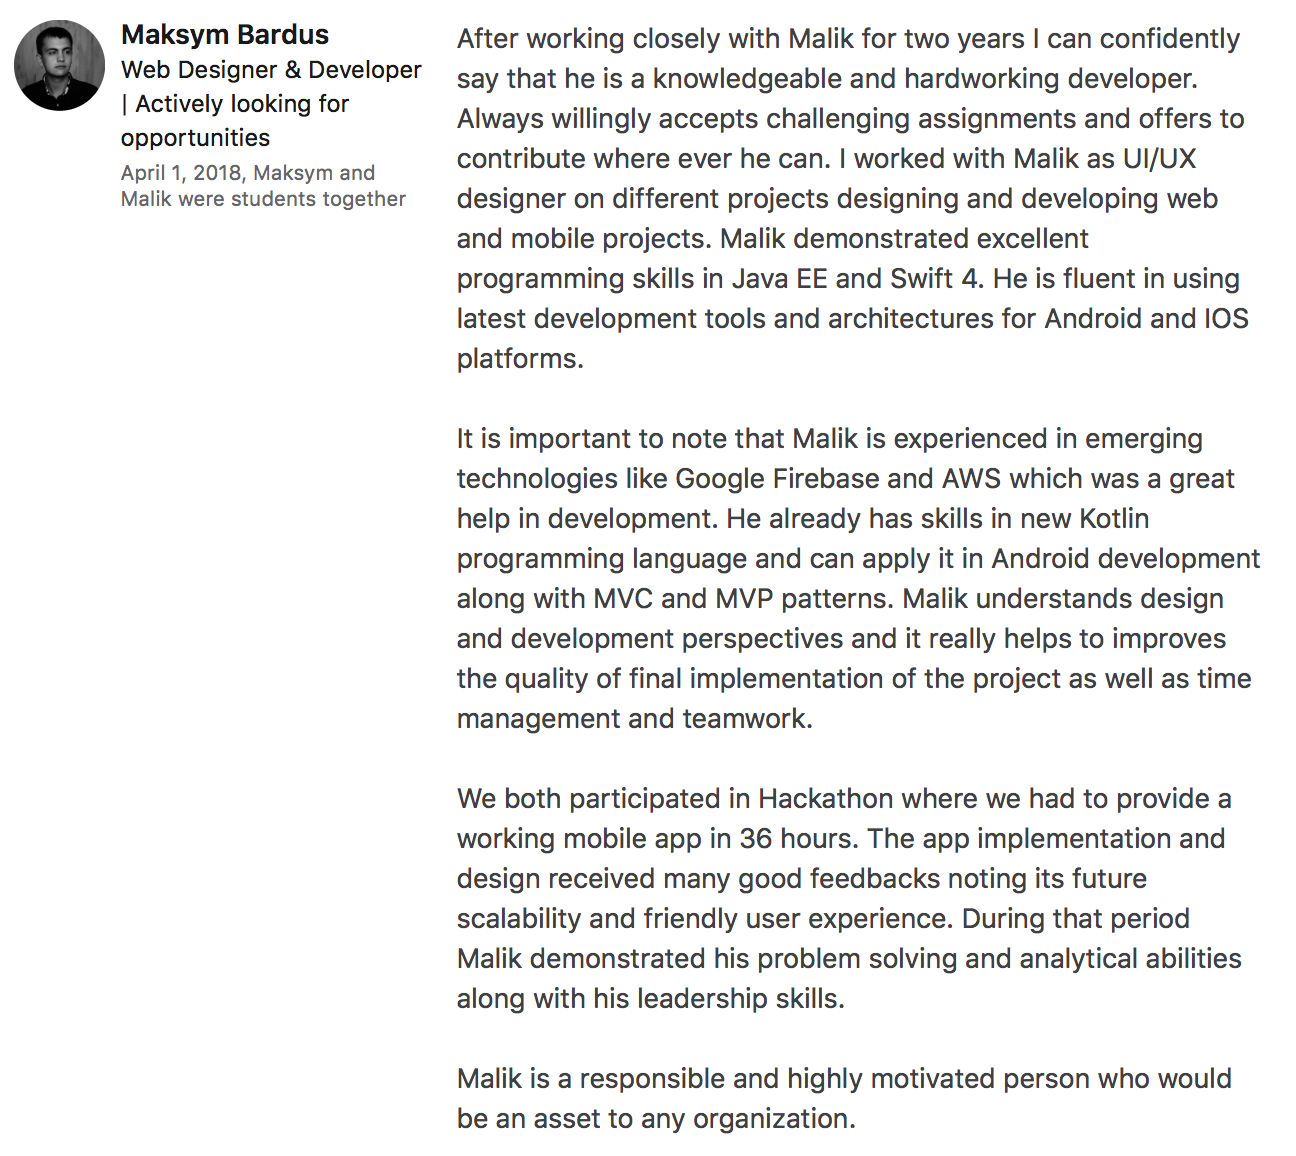 Maksym Bardus
Web Designer & Developer
| Actively looking for
opportunities
April 1, 2018, Maksym and
Malik were students together
After working closely with Malik for two years I can confidently
say that he is a knowledgeable and hardworking developer.
Always willingly accepts challenging assignments and offers to
contribute where ever he can. I worked with Malik as UI/UX
designer on different projects designing and developing web
and mobile projects. Malik demonstrated excellent
programming skills in Java EE and Swift 4. He is fluent in using
latest development tools and architectures for Android and IOS
platforms.
It is important to note that Malik is experienced in emerging
technologies like Google Firebase and AWS which was a great
help in development. He already has skills in new Kotlin
programming language and can apply it in Android development
along with MVC and MVP patterns. Malik understands design
and development perspectives and it really helps to improves
the quality of final implementation of the project as well as time
management and teamwork.
We both participated in Hackathon where we had to provide a
working mobile app in 36 hours. The app implementation and
design received many good feedbacks noting its future
scalability and friendly user experience. During that period
Malik demonstrated his problem solving and analytical abilities
along with his leadership skills.
Malik is a responsible and highly motivated person who would
be an asset to any organization.